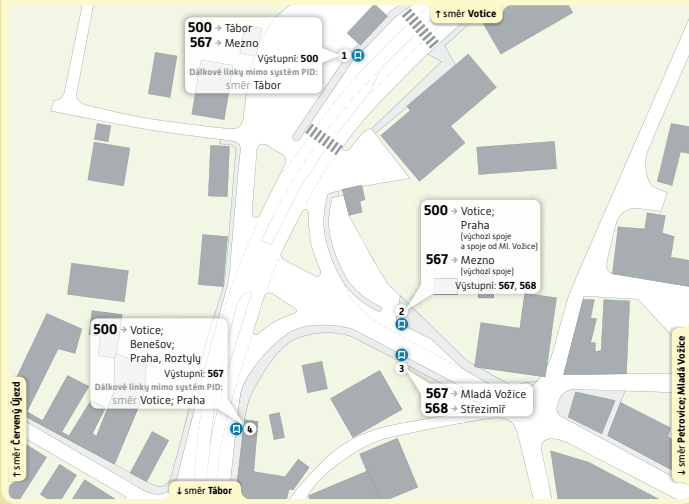 ↑ směr Votice
500 → Tábor
567 → Mezno
Výstupní: 500
Dálkové linky mimo systém PID:
směr Tábor
1
500 → Votice;
Praha
(výchozí spoje
a spoje od Ml. Vožice)
567 → Mezno
(výchozí spoje)
Výstupní: 567, 568
2
3
567 → Mladá Vožice
568 → Střezimíř
500 → Votice;
Benešov;
Praha, Roztyly
Výstupní: 567
Dálkové linky mimo systém PID:
směr Votice; Praha
4
↑ směr Červený Újezd
↓ směr Tábor
↓ směr Petrovice; Mladá Vožice